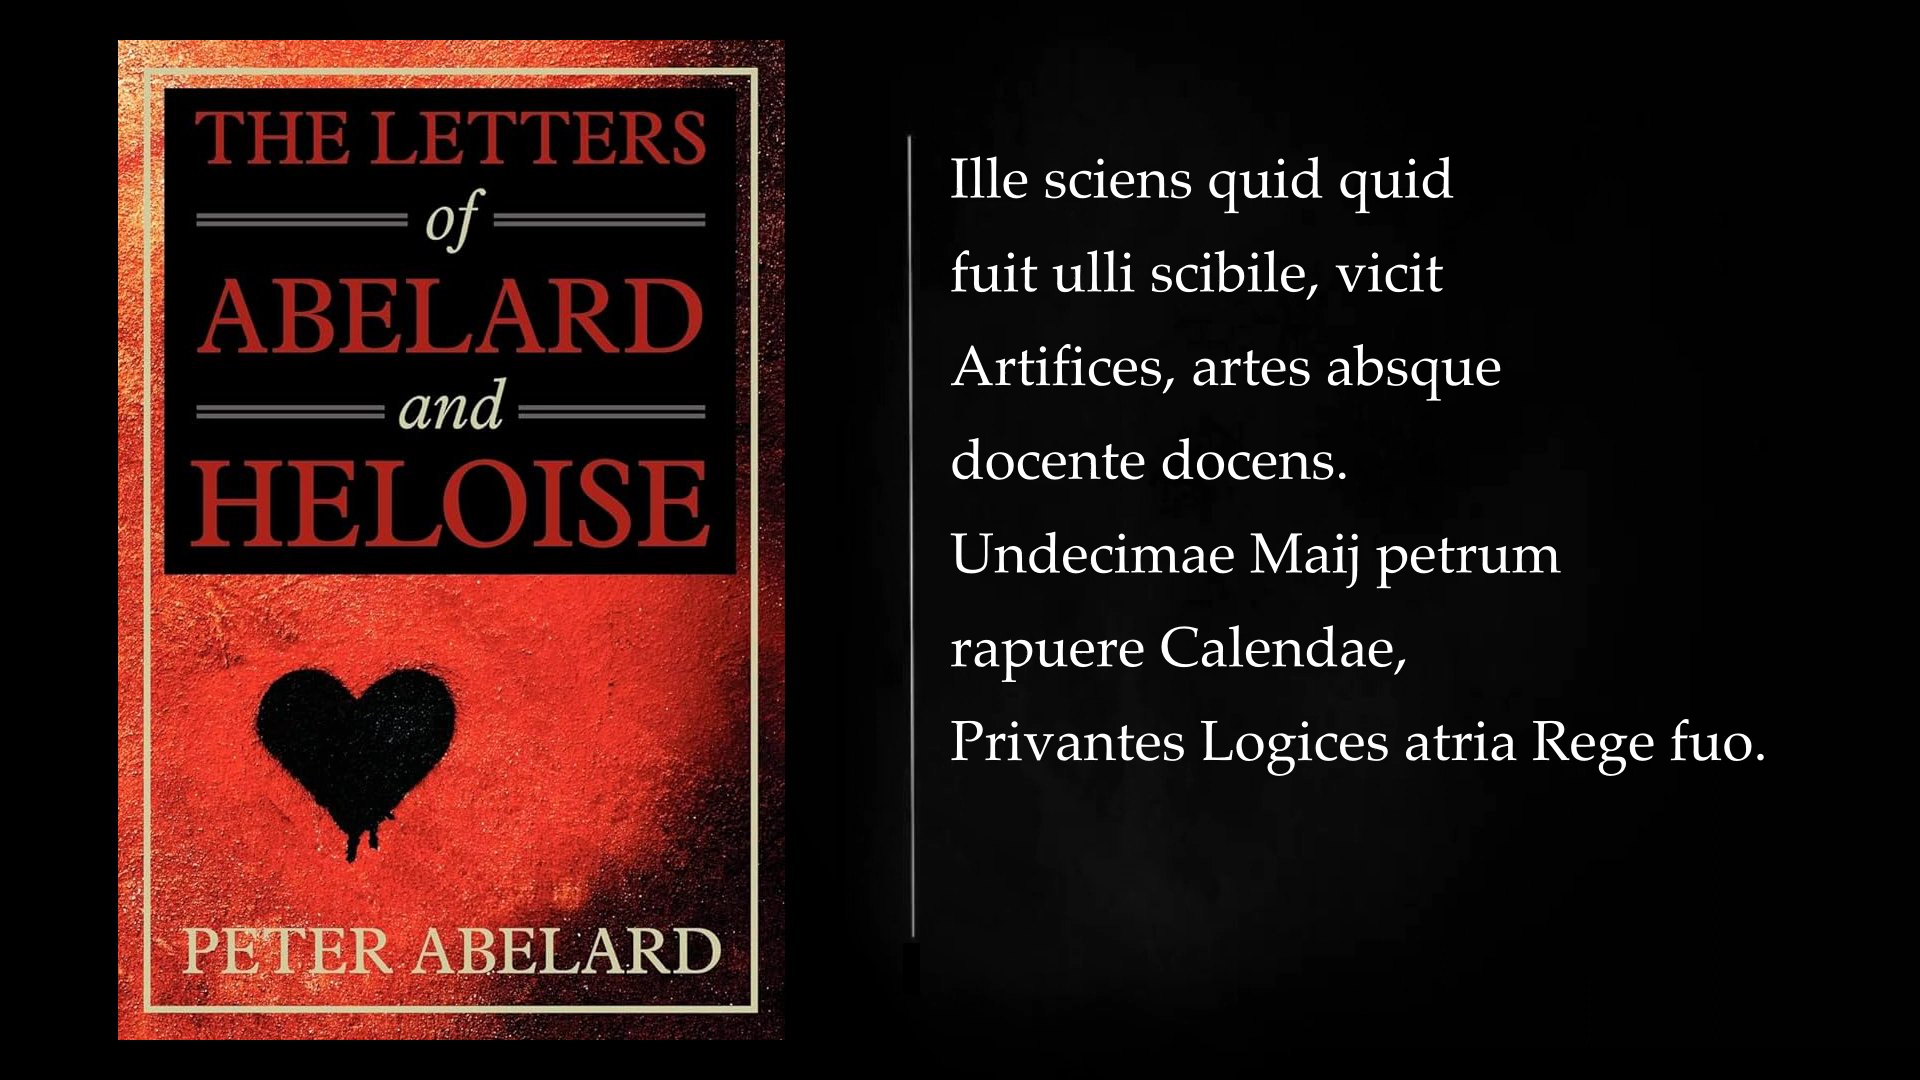 THE LETTERS
of
ABELARD
and
HELOISE
PETER ABELARD
Ille sciens quid quid
fuit ulli scibile, vicit
Artifices, artes absque
docente docens.
Undecimae Maij petrum
rapuere Calendae,
Privantes Logices atria Rege fuo.